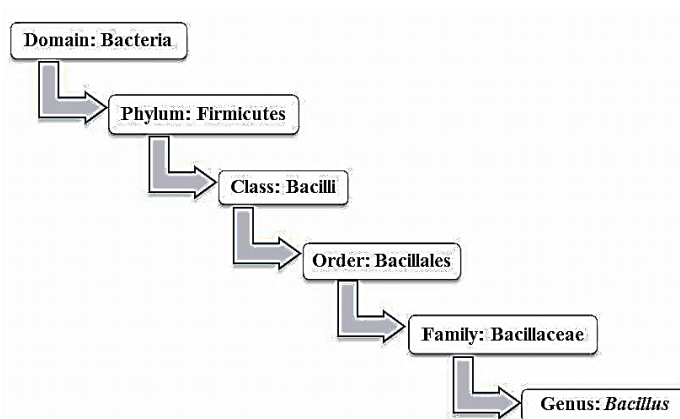 Domain: Bacteria
Phylum: Firmicutes
Class: Bacilli
Order: Bacillales
Family: Bacillaceae
Genus: Bacillus